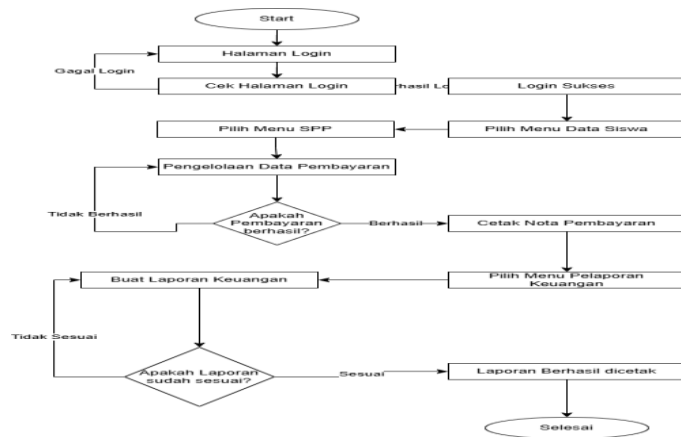 Start
Halaman Login
Gagal Login
Cek Halaman Login
rhasil Lo
Login Sukses
Pilih Menu SPP
Pilih Menu Data Siswa
Pengelolaan Data Pembayaran
Tidak Berhasil
Apakah
Pembayaran
berhasil?
Berhasil
Cetak Nota Pembayaran
Buat Laporan Keuangan
Pilih Menu Pelaporan
Keuangan
Tidak Sesuai
Apakah Laporan
sudah sesuai?
Sesuai
Laporan Berhasil dicetak
Selesai